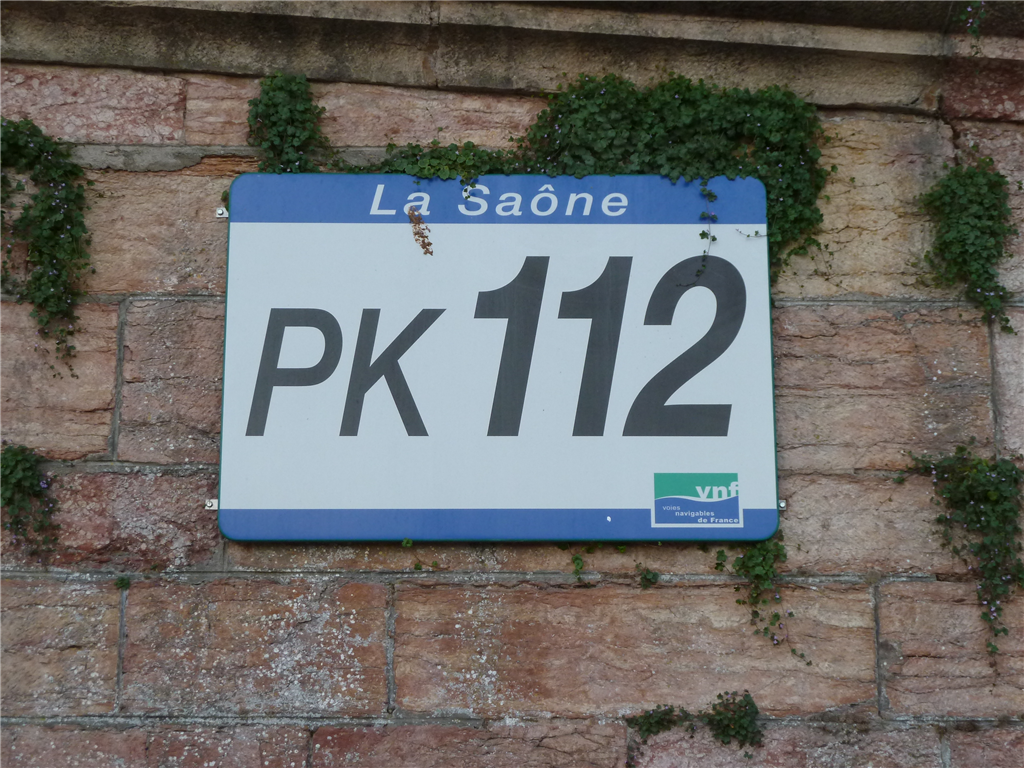 La Saône
PK 112
vnf
voies
navigables
de France